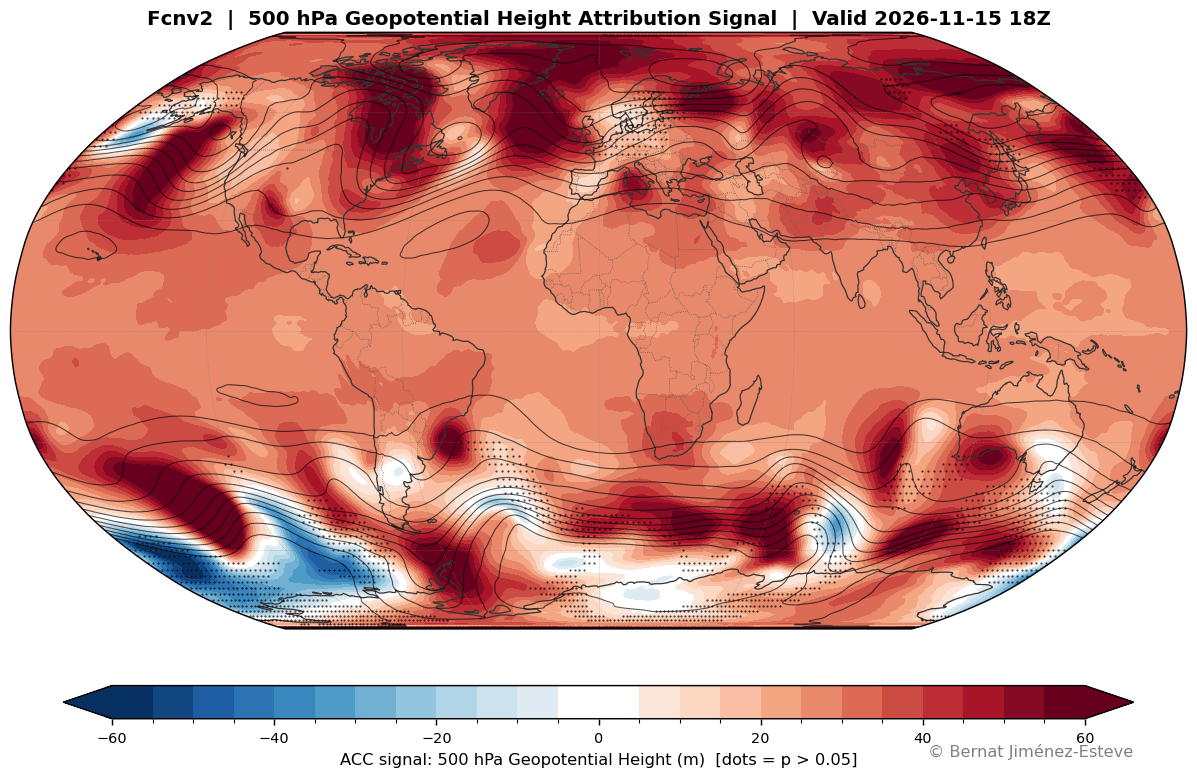 Fcnv2 | 500 hPa Geopotential Height Attribution Signal | Valid 2026-11-15 18Z
−60 −40 −20 0 20 40 60
ACC signal: 500 hPa Geopotential Height (m) [dots = p > 0.05]
© Bernat Jiménez-Esteve